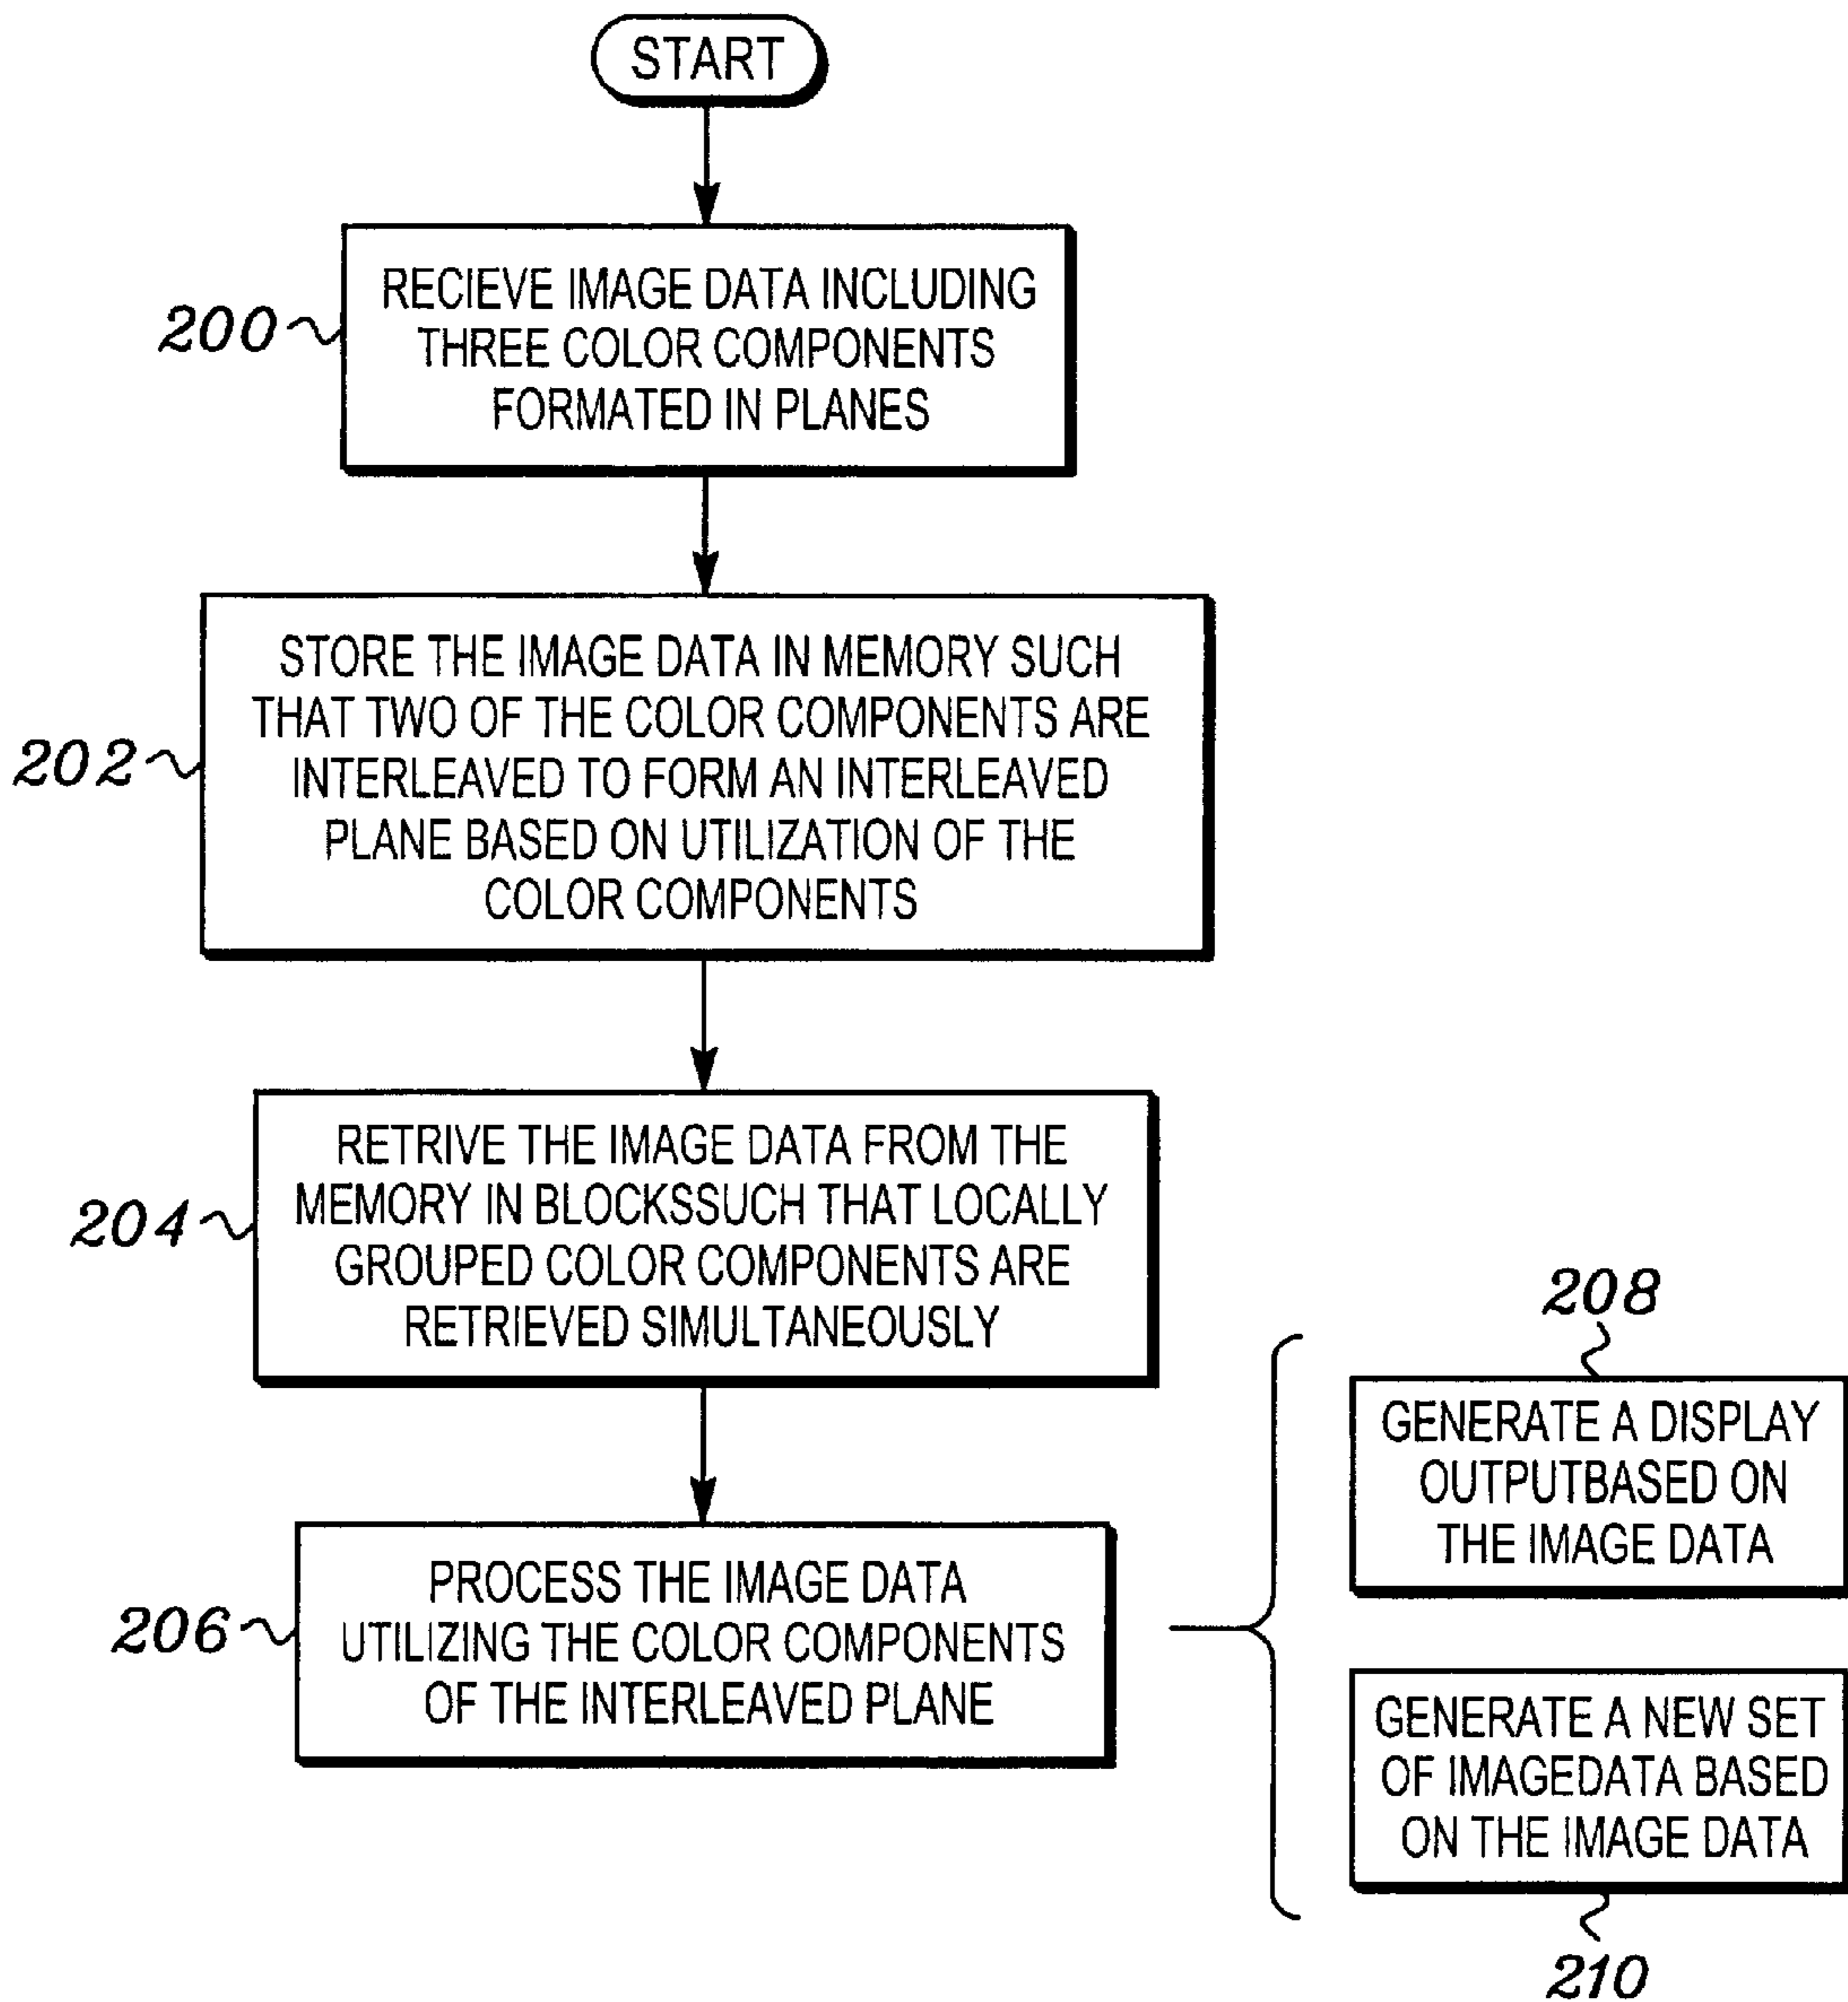 START
200
RECIEVE IMAGE DATA INCLUDING
THREE COLOR COMPONENTS
FORMATED IN PLANES
202
STORE THE IMAGE DATA IN MEMORY SUCH
THAT TWO OF THE COLOR COMPONENTS ARE
INTERLEAVED TO FORM AN INTERLEAVED
PLANE BASED ON UTILIZATION OF THE
COLOR COMPONENTS
204
RETRIVE THE IMAGE DATA FROM THE
MEMORY IN BLOCKSSUCH THAT LOCALLY
GROUPED COLOR COMPONENTS ARE
RETRIEVED SIMULTANEOUSLY
206
PROCESS THE IMAGE DATA
UTILIZING THE COLOR COMPONENTS
OF THE INTERLEAVED PLANE
208
GENERATE A DISPLAY
OUTPUTBASED ON
THE IMAGE DATA
GENERATE A NEW SET
OF IMAGEDATA BASED
ON THE IMAGE DATA
210